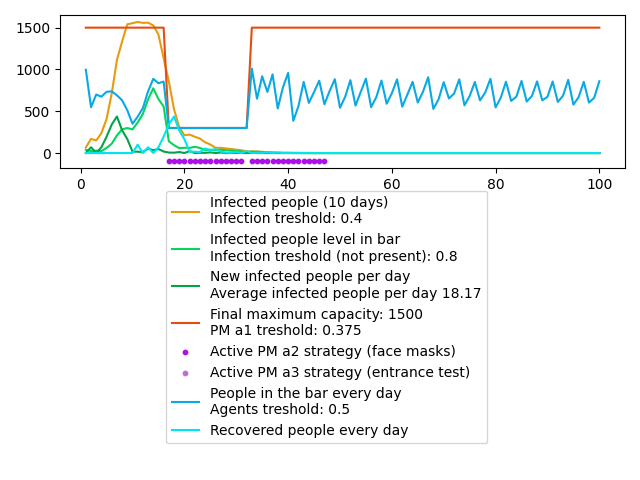 1500
1000
500
0
0
20
40
60
80
100
Infected people (10 days)
Infection treshold: 0.4
Infected people level in bar
Infection treshold (not present): 0.8
New infected people per day
Average infected people per day 18.17
Final maximum capacity: 1500
PM a1 treshold: 0.375
Active PM a2 strategy (face masks)
Active PM a3 strategy (entrance test)
People in the bar every day
Agents treshold: 0.5
Recovered people every day